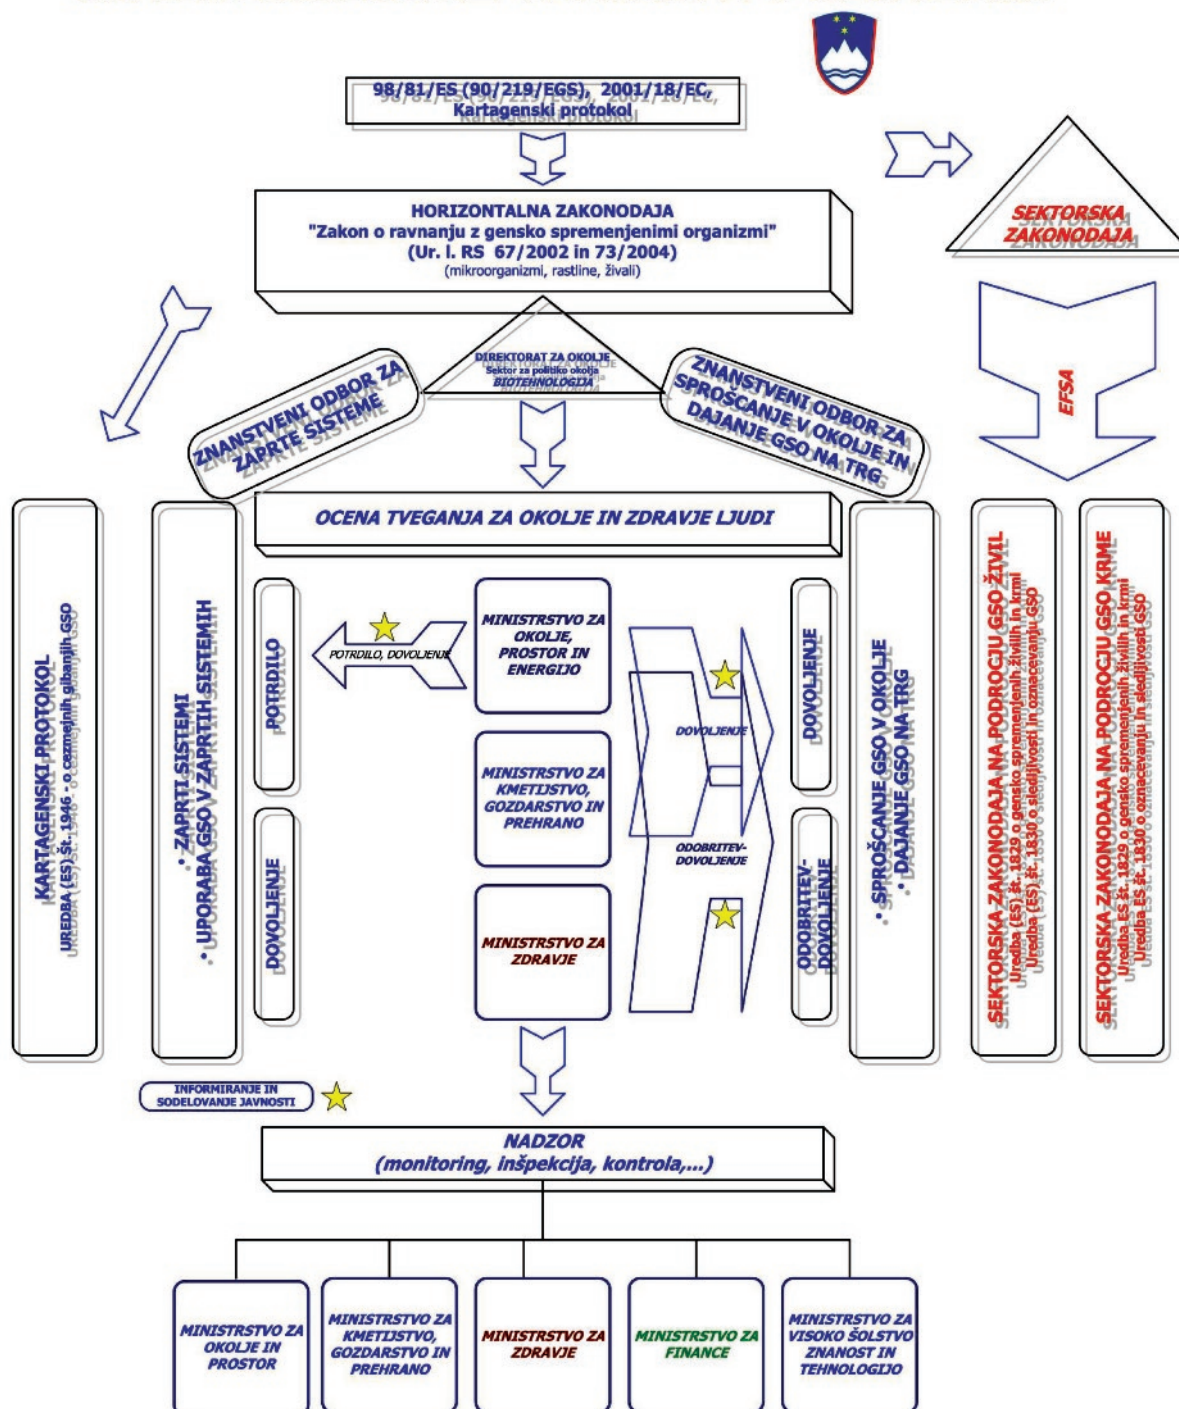 98/81/ES (90/219/EGS), 2001/18/EC,
Kartagenski protokol
HORIZONTALNA ZAKONODAJA
"Zakon o ravnanju z gensko spremenjenimi organizmi"
(Ur. l. RS 67/2002 in 73/2004)
(mikroorganizmi, rastline, živali)
SEKTORSKA
ZAKONODAJA
DIREKTORAT ZA OKOLJE
Sektor za politiko okolja
BIOTEHNOLOGIJA
ZNANSTVENI ODBOR ZA
ZAPRTE SISTEME
ZNANSTVENI ODBOR ZA
SPROŠČANJE V OKOLJE IN
DAJANJE GSO NA TRG
EFSA
OCENA TVEGANJA ZA OKOLJE IN ZDRAVJE LJUDI
KARTAGENSKI PROTOKOL
UREDBA (ES) Št. 1946 - o cezmejnih gibanjih GSO
• ZAPRTI SISTEMI
• UPORABA GSO V ZAPRTIH SISTEMIH
POTRDILO
DOVOLJENJE
POTRDILO, DOVOLJENJE
MINISTRSTVO ZA
OKOLJE,
PROSTOR IN
ENERGIJO
MINISTRSTVO ZA
KMETIJSTVO,
GOZDARSTVO IN
PREHRANO
MINISTRSTVO ZA
ZDRAVJE
DOVOLJENJE
ODOBRITEV-
DOVOLJENJE
DOVOLJENJE
ODOBRITEV-
DOVOLJENJE
• SPROŠČANJE GSO V OKOLJE
• DAJANJE GSO NA TRG
SEKTORSKA ZAKONODAJA NA PODROCJU GSO ŽIVIL
Uredba ES št. 1829 o gensko spremenjenih živilih in krmi
Uredba (ES) št. 1830 o sledljivosti in oznacevanju GSO
SEKTORSKA ZAKONODAJA NA PODROCJU GSO KRME
Uredba ES št. 1829 o gensko spremenjenih živilih in krmi
Uredba ES št. 1830 o oznacevanju in sledljivosti GSO
INFORMIRANJE IN
SODELOVANJE JAVNOSTI
NADZOR
(monitoring, inšpekcija, kontrola,...)
MINISTRSTVO ZA
OKOLJE IN
PROSTOR
MINISTRSTVO ZA
KMETIJSTVO,
GOZDARSTVO IN
PREHRANO
MINISTRSTVO ZA
ZDRAVJE
MINISTRSTVO ZA
FINANCE
MINISTRSTVO ZA
VISOKO ŠOLSTVO
ZNANOST IN
TEHNOLOGIJO